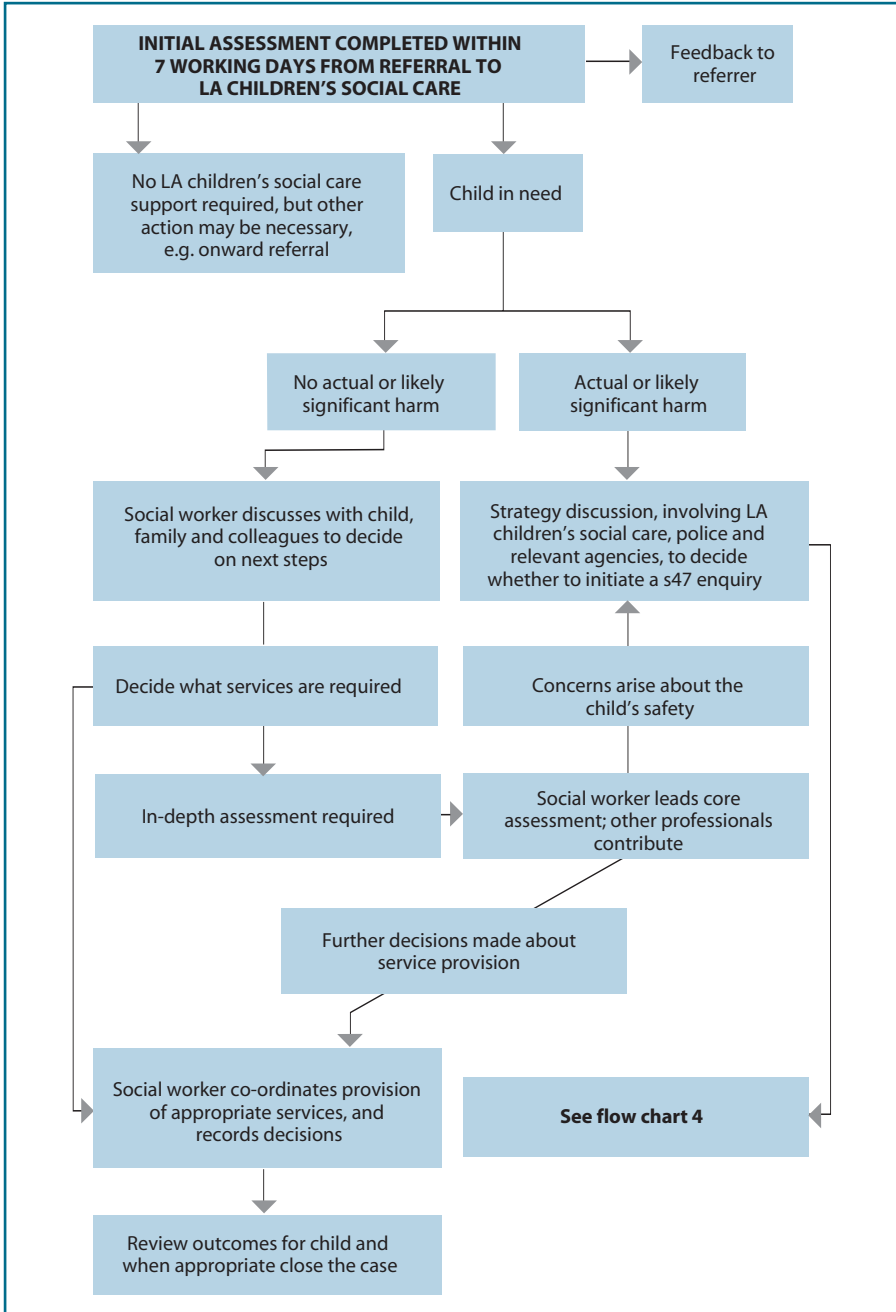 INITIAL ASSESSMENT COMPLETED WITHIN
7 WORKING DAYS FROM REFERRAL TO
LA CHILDREN’S SOCIAL CARE
Feedback to
referrer
No LA children’s social care
support required, but other
action may be necessary,
e.g. onward referral
Child in need
No actual or likely
significant harm
Actual or likely
significant harm
Social worker discusses with child,
family and colleagues to decide
on next steps
Strategy discussion, involving LA
children’s social care, police and
relevant agencies, to decide
whether to initiate a s47 enquiry
Decide what services are required
Concerns arise about the
child’s safety
In-depth assessment required
Social worker leads core
assessment; other professionals
contribute
Further decisions made about
service provision
Social worker co-ordinates provision
of appropriate services, and
records decisions
See flow chart 4
Review outcomes for child and
when appropriate close the case